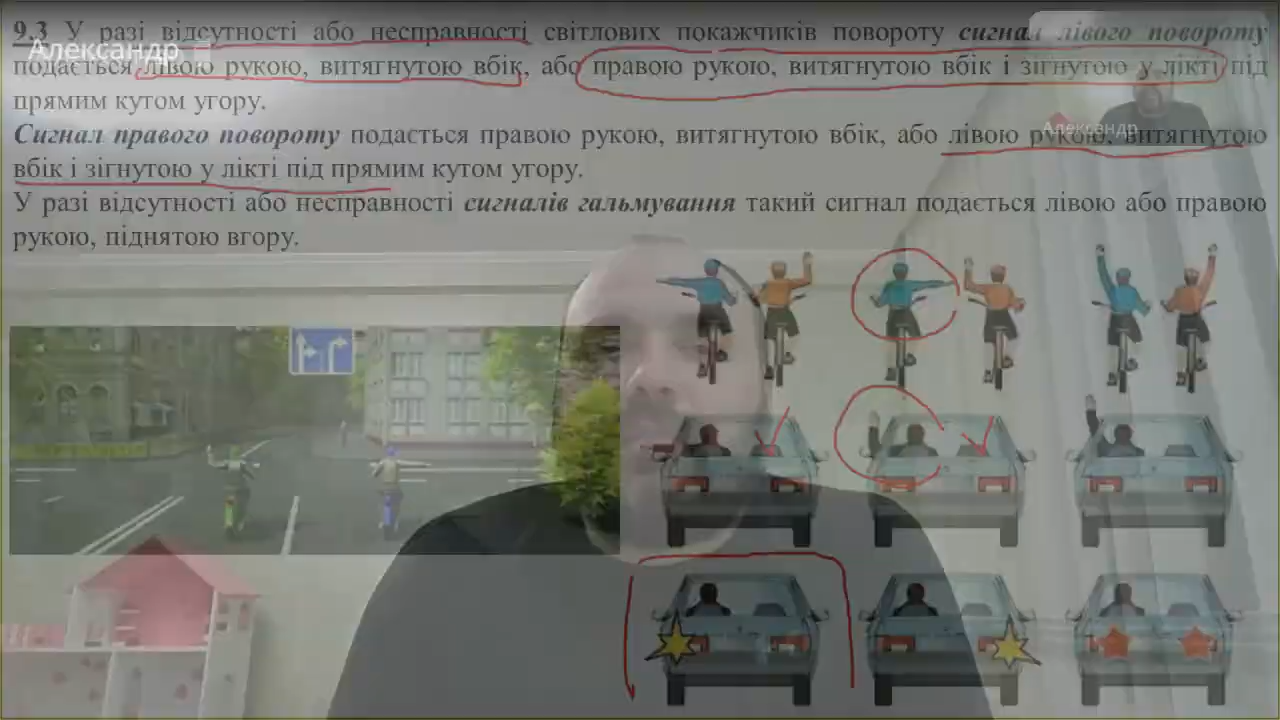 9.3 У разі відсутності або несправності світлових покажчиків повороту сигнал лівого повороту
Александр
подається лівою рукою, витягнутою вбік, або правою рукою, витягнутою вбік і зігнутою у лікті під
прямим кутом угору.
Александр
Сигнал правого повороту подається правою рукою, витягнутою вбік, або лівою рукою, витягнутою
вбік і зігнутою у лікті під прямим кутом угору.
У разі відсутності або несправності сигналів гальмування такий сигнал подається лівою або правою
рукою, піднятою вгору.